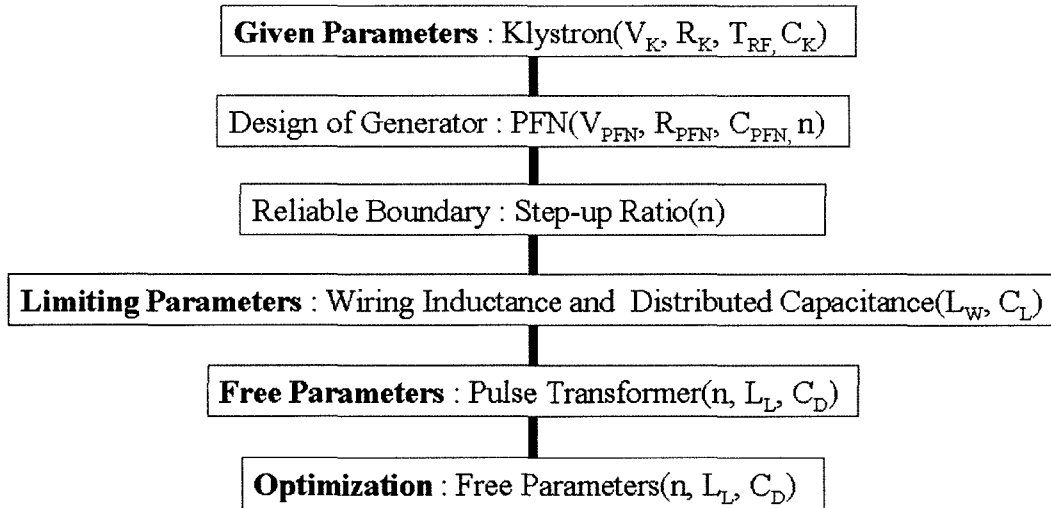 Given Parameters : Klystron(V_K, R_K, T_RF, C_K)
Design of Generator : PFN(V_PFN, R_PFN, C_PFN, n)
Reliable Boundary : Step-up Ratio(n)
Limiting Parameters : Wiring Inductance and Distributed Capacitance(L_W, C_L)
Free Parameters : Pulse Transformer(n, L_L, C_D)
Optimization : Free Parameters(n, L_L, C_D)